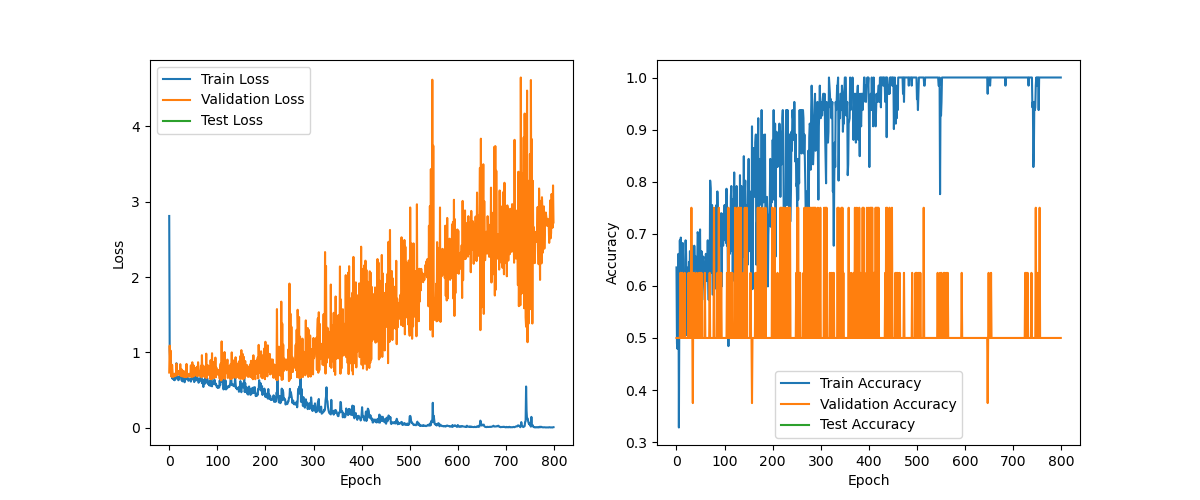 Train Loss
Validation Loss
Test Loss
4
3
2
1
0
0 100 200 300 400 500 600 700 800
Epoch
Loss
1.0
0.9
0.8
0.7
0.6
0.5
0.4
0.3
Train Accuracy
Validation Accuracy
Test Accuracy
0 100 200 300 400 500 600 700 800
Epoch
Accuracy